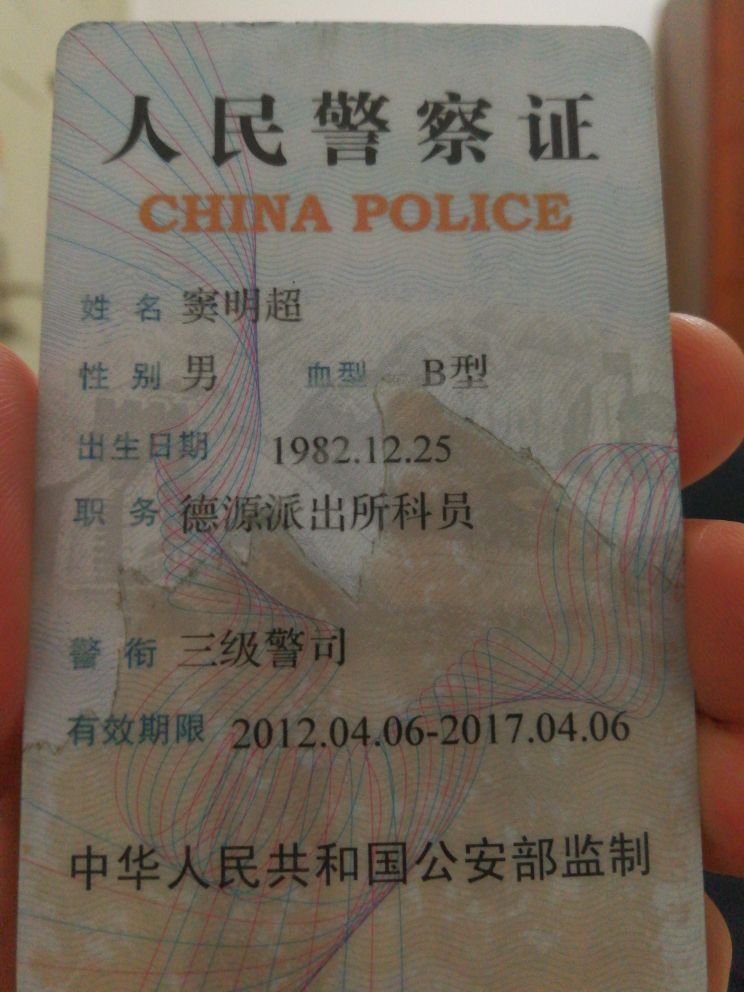 人民警察证
CHINA POLICE
姓名 窦明超
性别 男 血型 B型
出生日期 1982.12.25
职务 德源派出所科员
警衔 三级警司
有效期限 2012.04.06-2017.04.06
中华人民共和国公安部监制